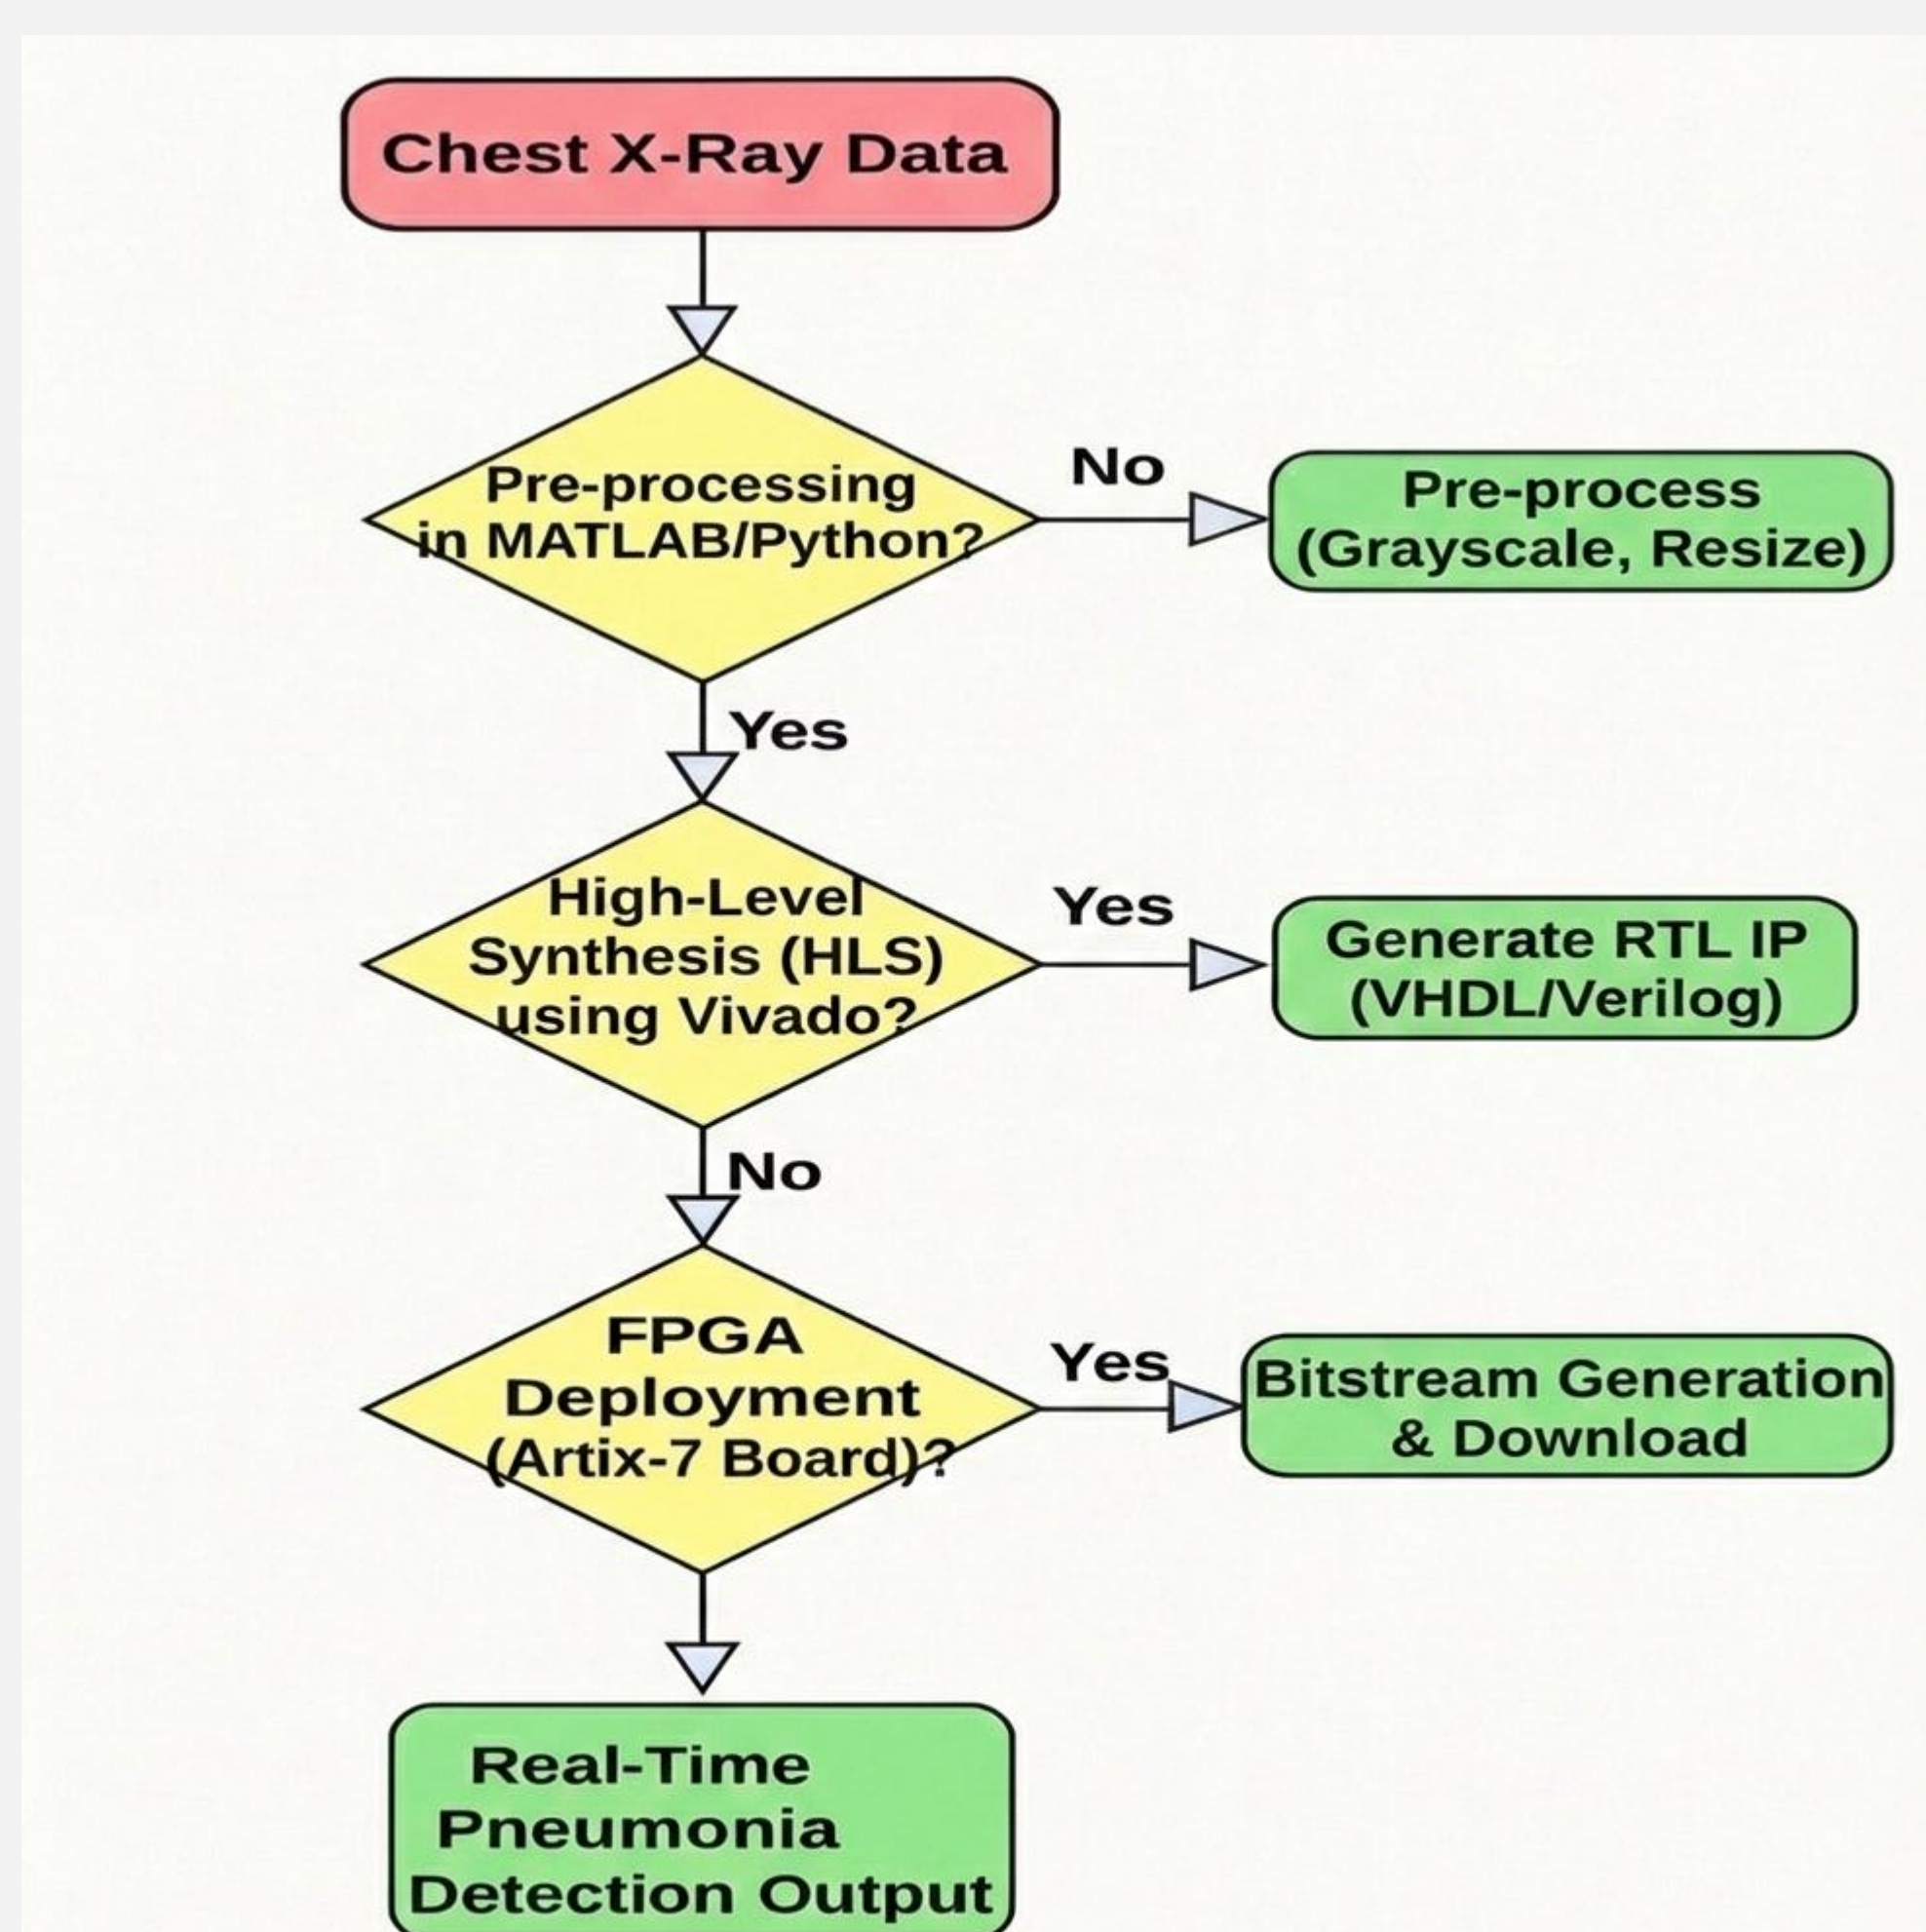 Chest X-Ray Data
Pre-processing
in MATLAB/Python?
No
Pre-process
(Grayscale, Resize)
Yes
High-Level
Synthesis (HLS)
using Vivado?
Yes
Generate RTL IP
(VHDL/Verilog)
No
FPGA
Deployment
(Artix-7 Board)?
Yes
Bitstream Generation
& Download
Real-Time
Pneumonia
Detection Output